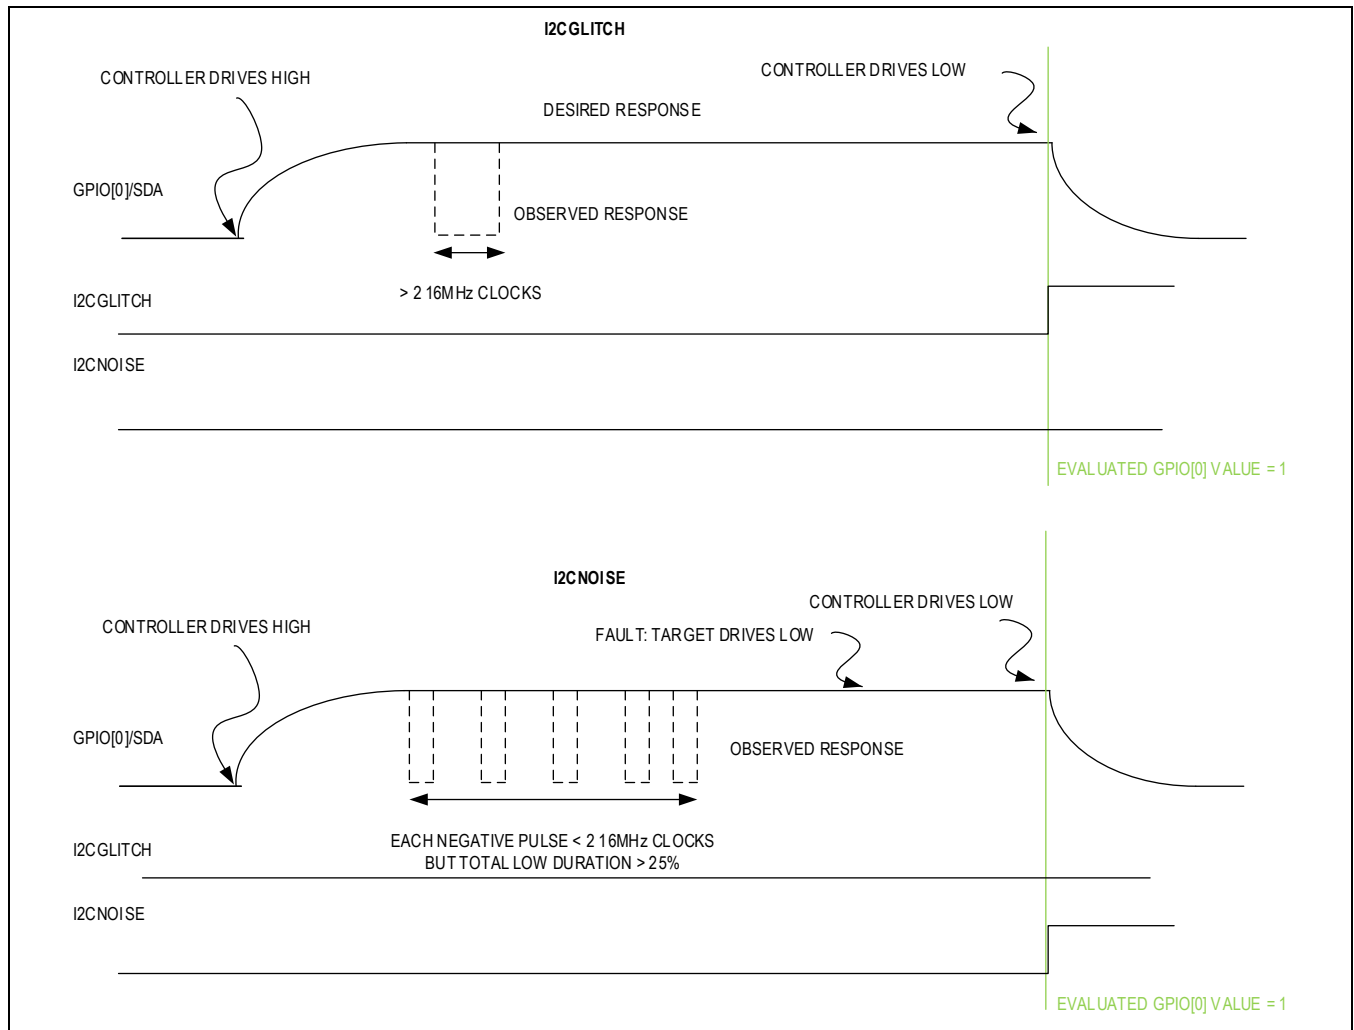 I2CGLITCH
CONTROLLER DRIVES HIGH
CONTROLLER DRIVES LOW
DESIRED RESPONSE
GPIO[0]/SDA
OBSERVED RESPONSE
> 2 16MHz CLOCKS
I2CGLITCH
I2CNOISE
EVALUATED GPIO[0] VALUE = 1
I2CNOISE
CONTROLLER DRIVES LOW
CONTROLLER DRIVES HIGH
FAULT: TARGET DRIVES LOW
GPIO[0]/SDA
OBSERVED RESPONSE
EACH NEGATIVE PULSE < 2 16MHz CLOCKS
BUT TOTAL LOW DURATION > 25%
I2CGLITCH
I2CNOISE
EVALUATED GPIO[0] VALUE = 1